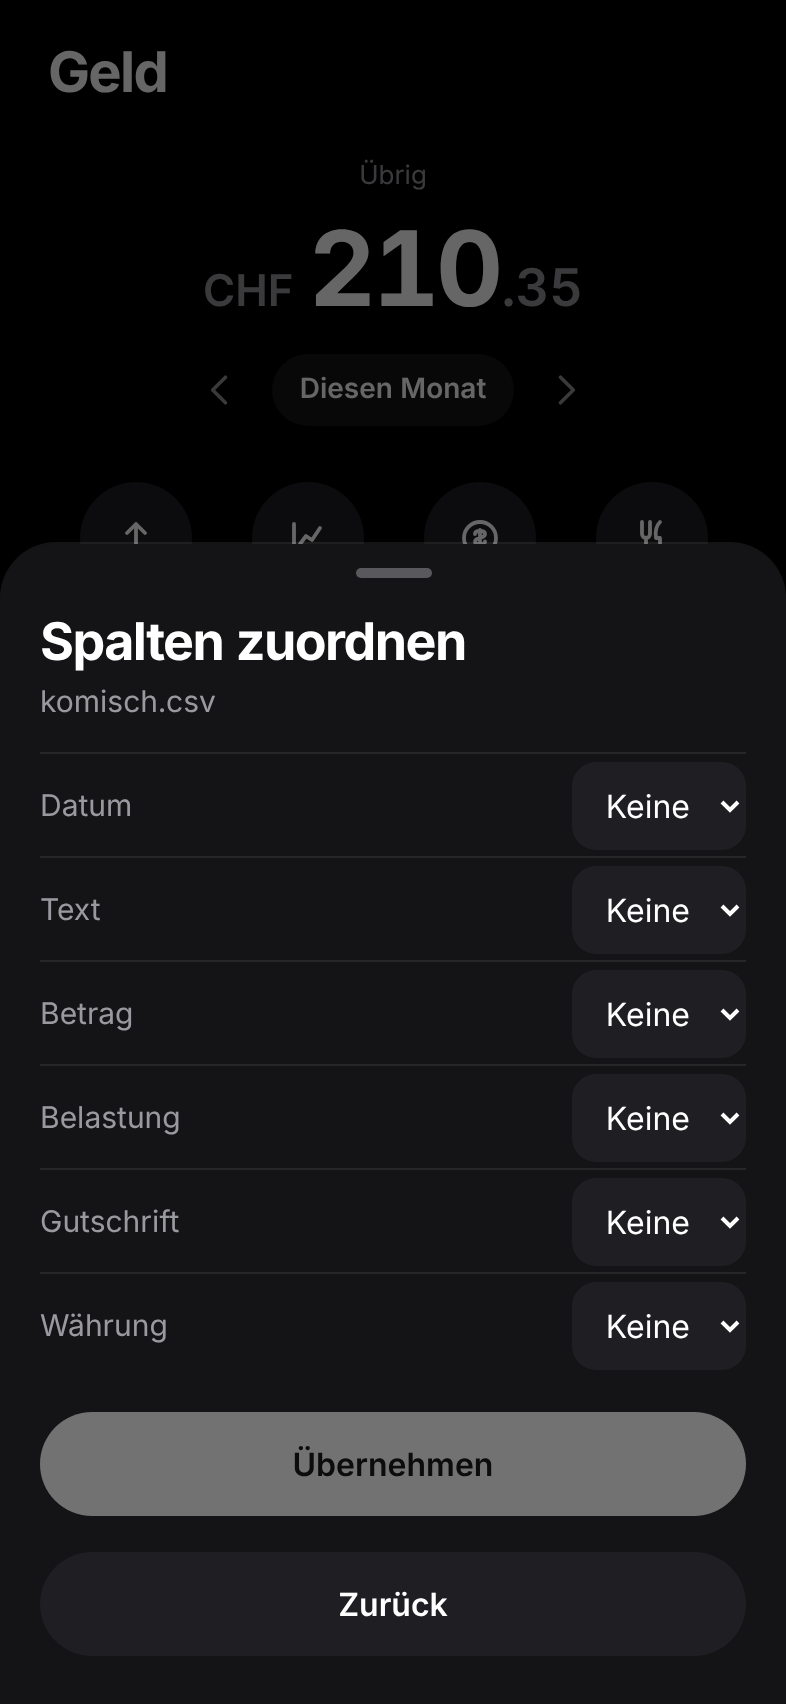 Geld
Übrig
CHF 210.35
Diesen Monat
Spalten zuordnen
komisch.csv
Datum Keine
Text Keine
Betrag Keine
Belastung Keine
Gutschrift Keine
Währung Keine
Übernehmen
Zurück